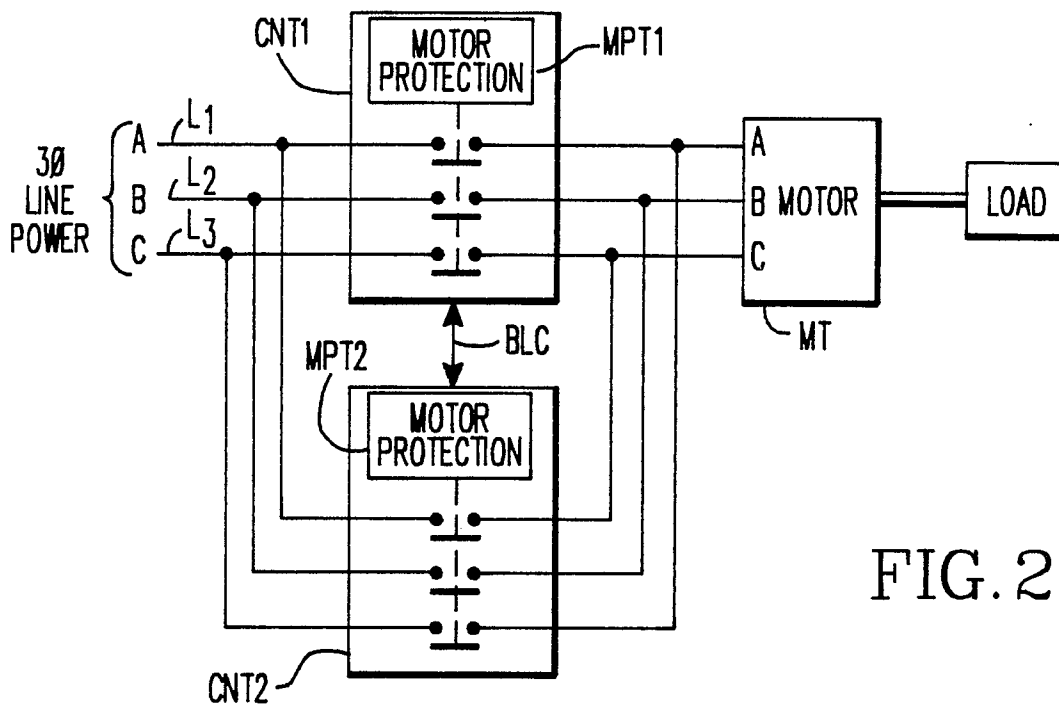 CNT1
MOTOR
PROTECTION
MPT1
3Ø
LINE
POWER
A
L1
B
L2
C
L3
A
B MOTOR
C
LOAD
MT
BLC
MPT2
MOTOR
PROTECTION
CNT2
FIG. 2